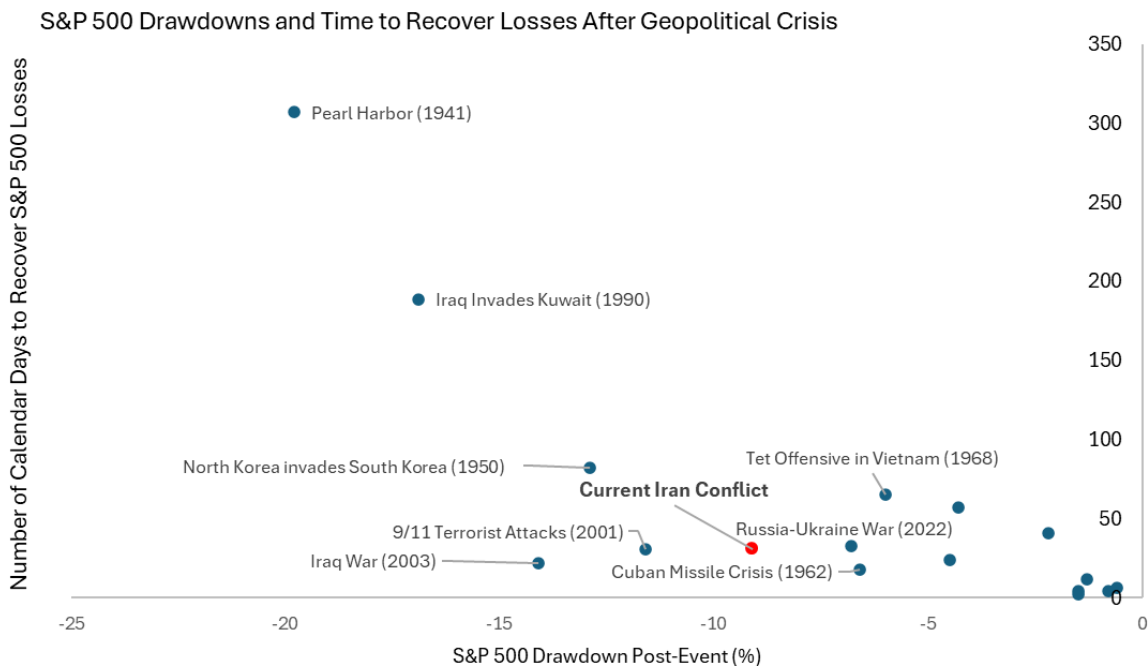 S&P 500 Drawdowns and Time to Recover Losses After Geopolitical Crisis
Number of Calendar Days to Recover S&P 500 Losses
350
300
250
200
150
100
50
0
Pearl Harbor (1941)
Iraq Invades Kuwait (1990)
North Korea invades South Korea (1950)
Tet Offensive in Vietnam (1968)
Current Iran Conflict
9/11 Terrorist Attacks (2001)
Russia-Ukraine War (2022)
Iraq War (2003)
Cuban Missile Crisis (1962)
-25
-20
-15
-10
-5
0
S&P 500 Drawdown Post-Event (%)